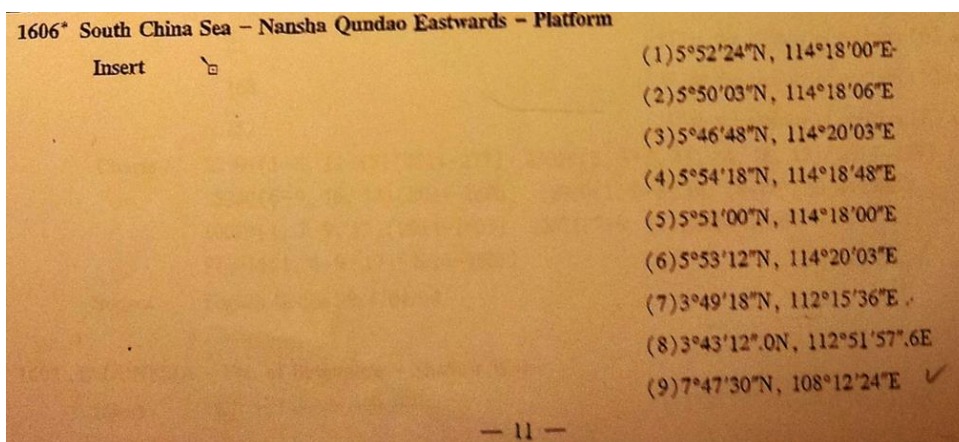 1606* South China Sea – Nansha Qundao Eastwards – Platform
Insert
(1)5°52'24"N, 114°18'00"E
(2)5°50'03"N, 114°18'06"E
(3)5°46'48"N, 114°20'03"E
(4)5°54'18"N, 114°18'48"E
(5)5°51'00"N, 114°18'00"E
(6)5°53'12"N, 114°20'03"E
(7)3°49'18"N, 112°15'36"E
(8)3°43'12".0N, 112°51'57".6E
(9)7°47'30"N, 108°12'24"E
— 11 —